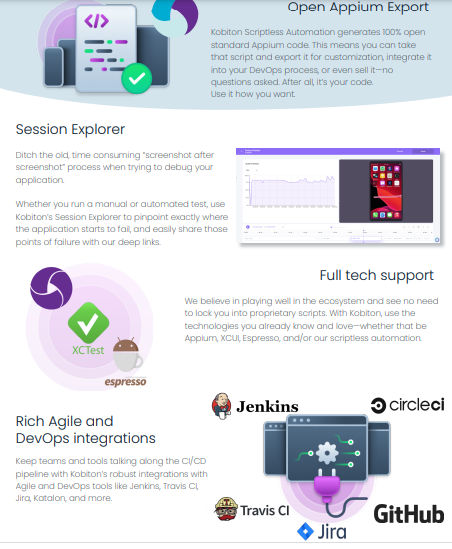 Open Appium Export
Kobiton Scriptless Automation generates 100% open
standard Appium code. This means you can take
that script and export it for customization, integrate it
into your DevOps process, or even sell it—no
questions asked. After all, it's your code.
Use it how you want.
Session Explorer
Ditch the old, time consuming "screenshot after
screenshot" process when trying to debug your
application.
Whether you run a manual or automated test, use
Kobiton's Session Explorer to pinpoint exactly where
the application starts to fail, and easily share those
points of failure with our deep links.
Full tech support
We believe in playing well in the ecosystem and see no need
to lock you into proprietary scripts. With Kobiton, use the
technologies you already know and love—whether that be
Appium, XCUI, Espresso, and/or our scriptless automation.
XCTest
espresso
Jenkins
circleci
Rich Agile and
DevOps integrations
Keep teams and tools talking along the CI/CD
pipeline with Kobiton's robust integrations with
Agile and DevOps tools like Jenkins, Travis CI,
Jira, Katalon, and more.
Travis CI
GitHub
Jira